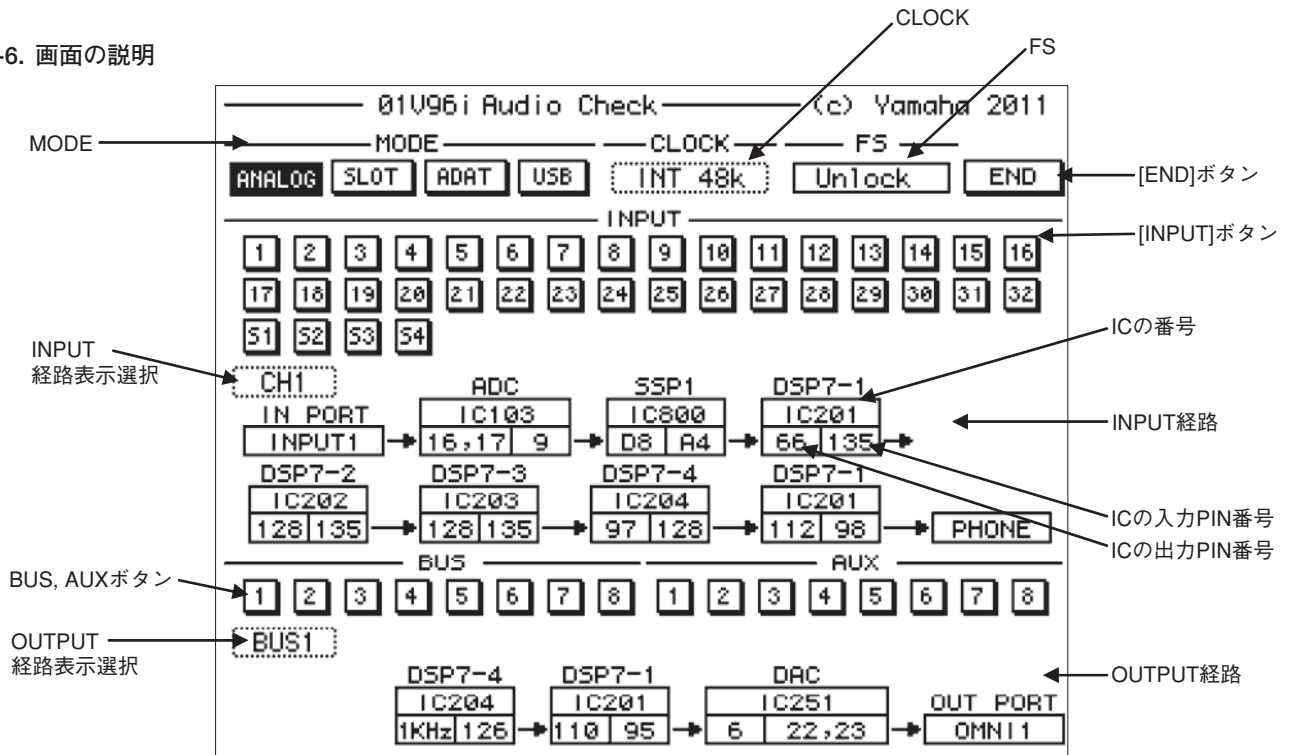 CLOCK
-6. 画面の説明
FS
01V96i Audio Check (c) Yamaha 2011
MODE
MODE CLOCK FS
ANALOG SLOT ADAT USB INT 48k Unlock END
[END]ボタン
INPUT
[INPUT]ボタン
1 2 3 4 5 6 7 8 9 10 11 12 13 14 15 16
17 18 19 20 21 22 23 24 25 26 27 28 29 30 31 32
S1 S2 S3 S4
ICの番号
INPUT
経路表示選択
CH1 ADC SSP1 DSP7-1
IN PORT IC103 IC800 IC201
INPUT1 16,17 9 D8 A4 66 135
INPUT経路
DSP7-2 DSP7-3 DSP7-4 DSP7-1
IC202 IC203 IC204 IC201
128 135 128 135 97 128 112 98 PHONE
ICの入力PIN番号
ICの出力PIN番号
BUS AUX
BUS, AUXボタン
1 2 3 4 5 6 7 8 1 2 3 4 5 6 7 8
OUTPUT
経路表示選択
BUS1
OUTPUT経路
DSP7-4 DSP7-1 DAC
IC204 IC201 IC251 OUT PORT
1KHz 126 110 95 6 22,23 OMNI1